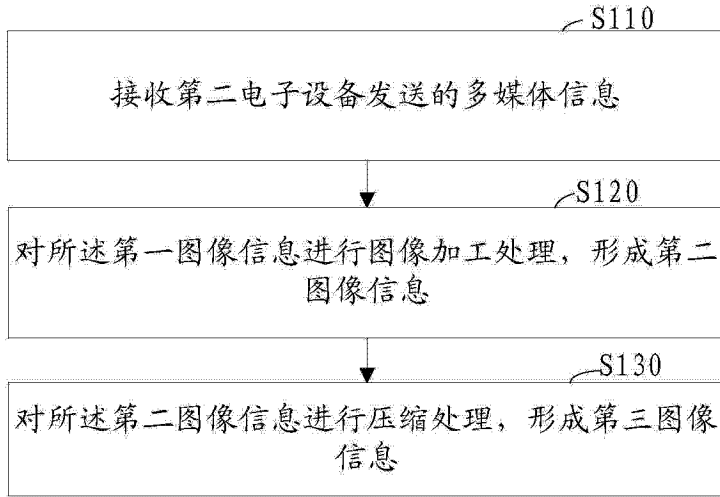 S110
接收第二电子设备发送的多媒体信息
S120
对所述第一图像信息进行图像加工处理，形成第二
图像信息
S130
对所述第二图像信息进行压缩处理，形成第三图像
信息